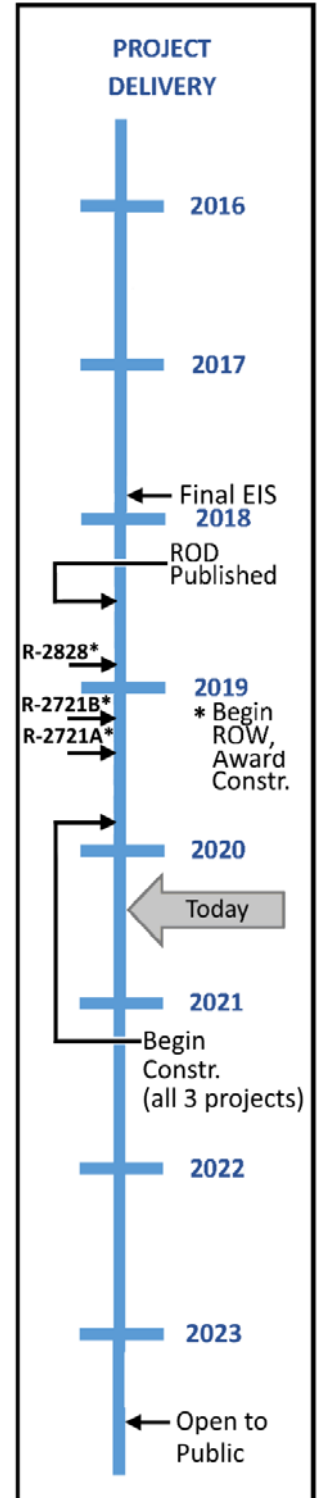 PROJECT
DELIVERY
2016
2017
Final EIS
2018
ROD
Published
R-2828*
2019
R-2721B*
* Begin
R-2721A*
ROW,
Award
Constr.
2020
Today
2021
Begin
Constr.
(all 3 projects)
2022
2023
Open to
Public